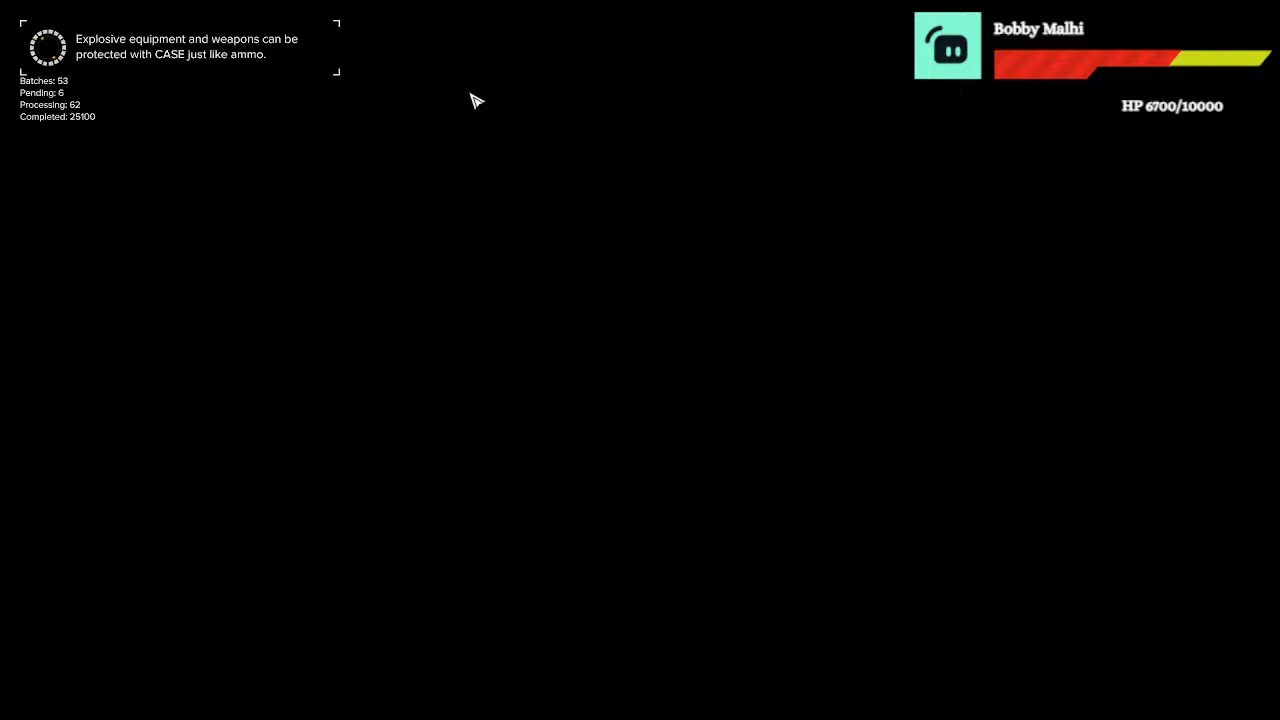 Explosive equipment and weapons can be
protected with CASE just like ammo.
Batches: 53
Pending: 6
Processing: 62
Completed: 25100
Bobby Malhi
HP 6700/10000